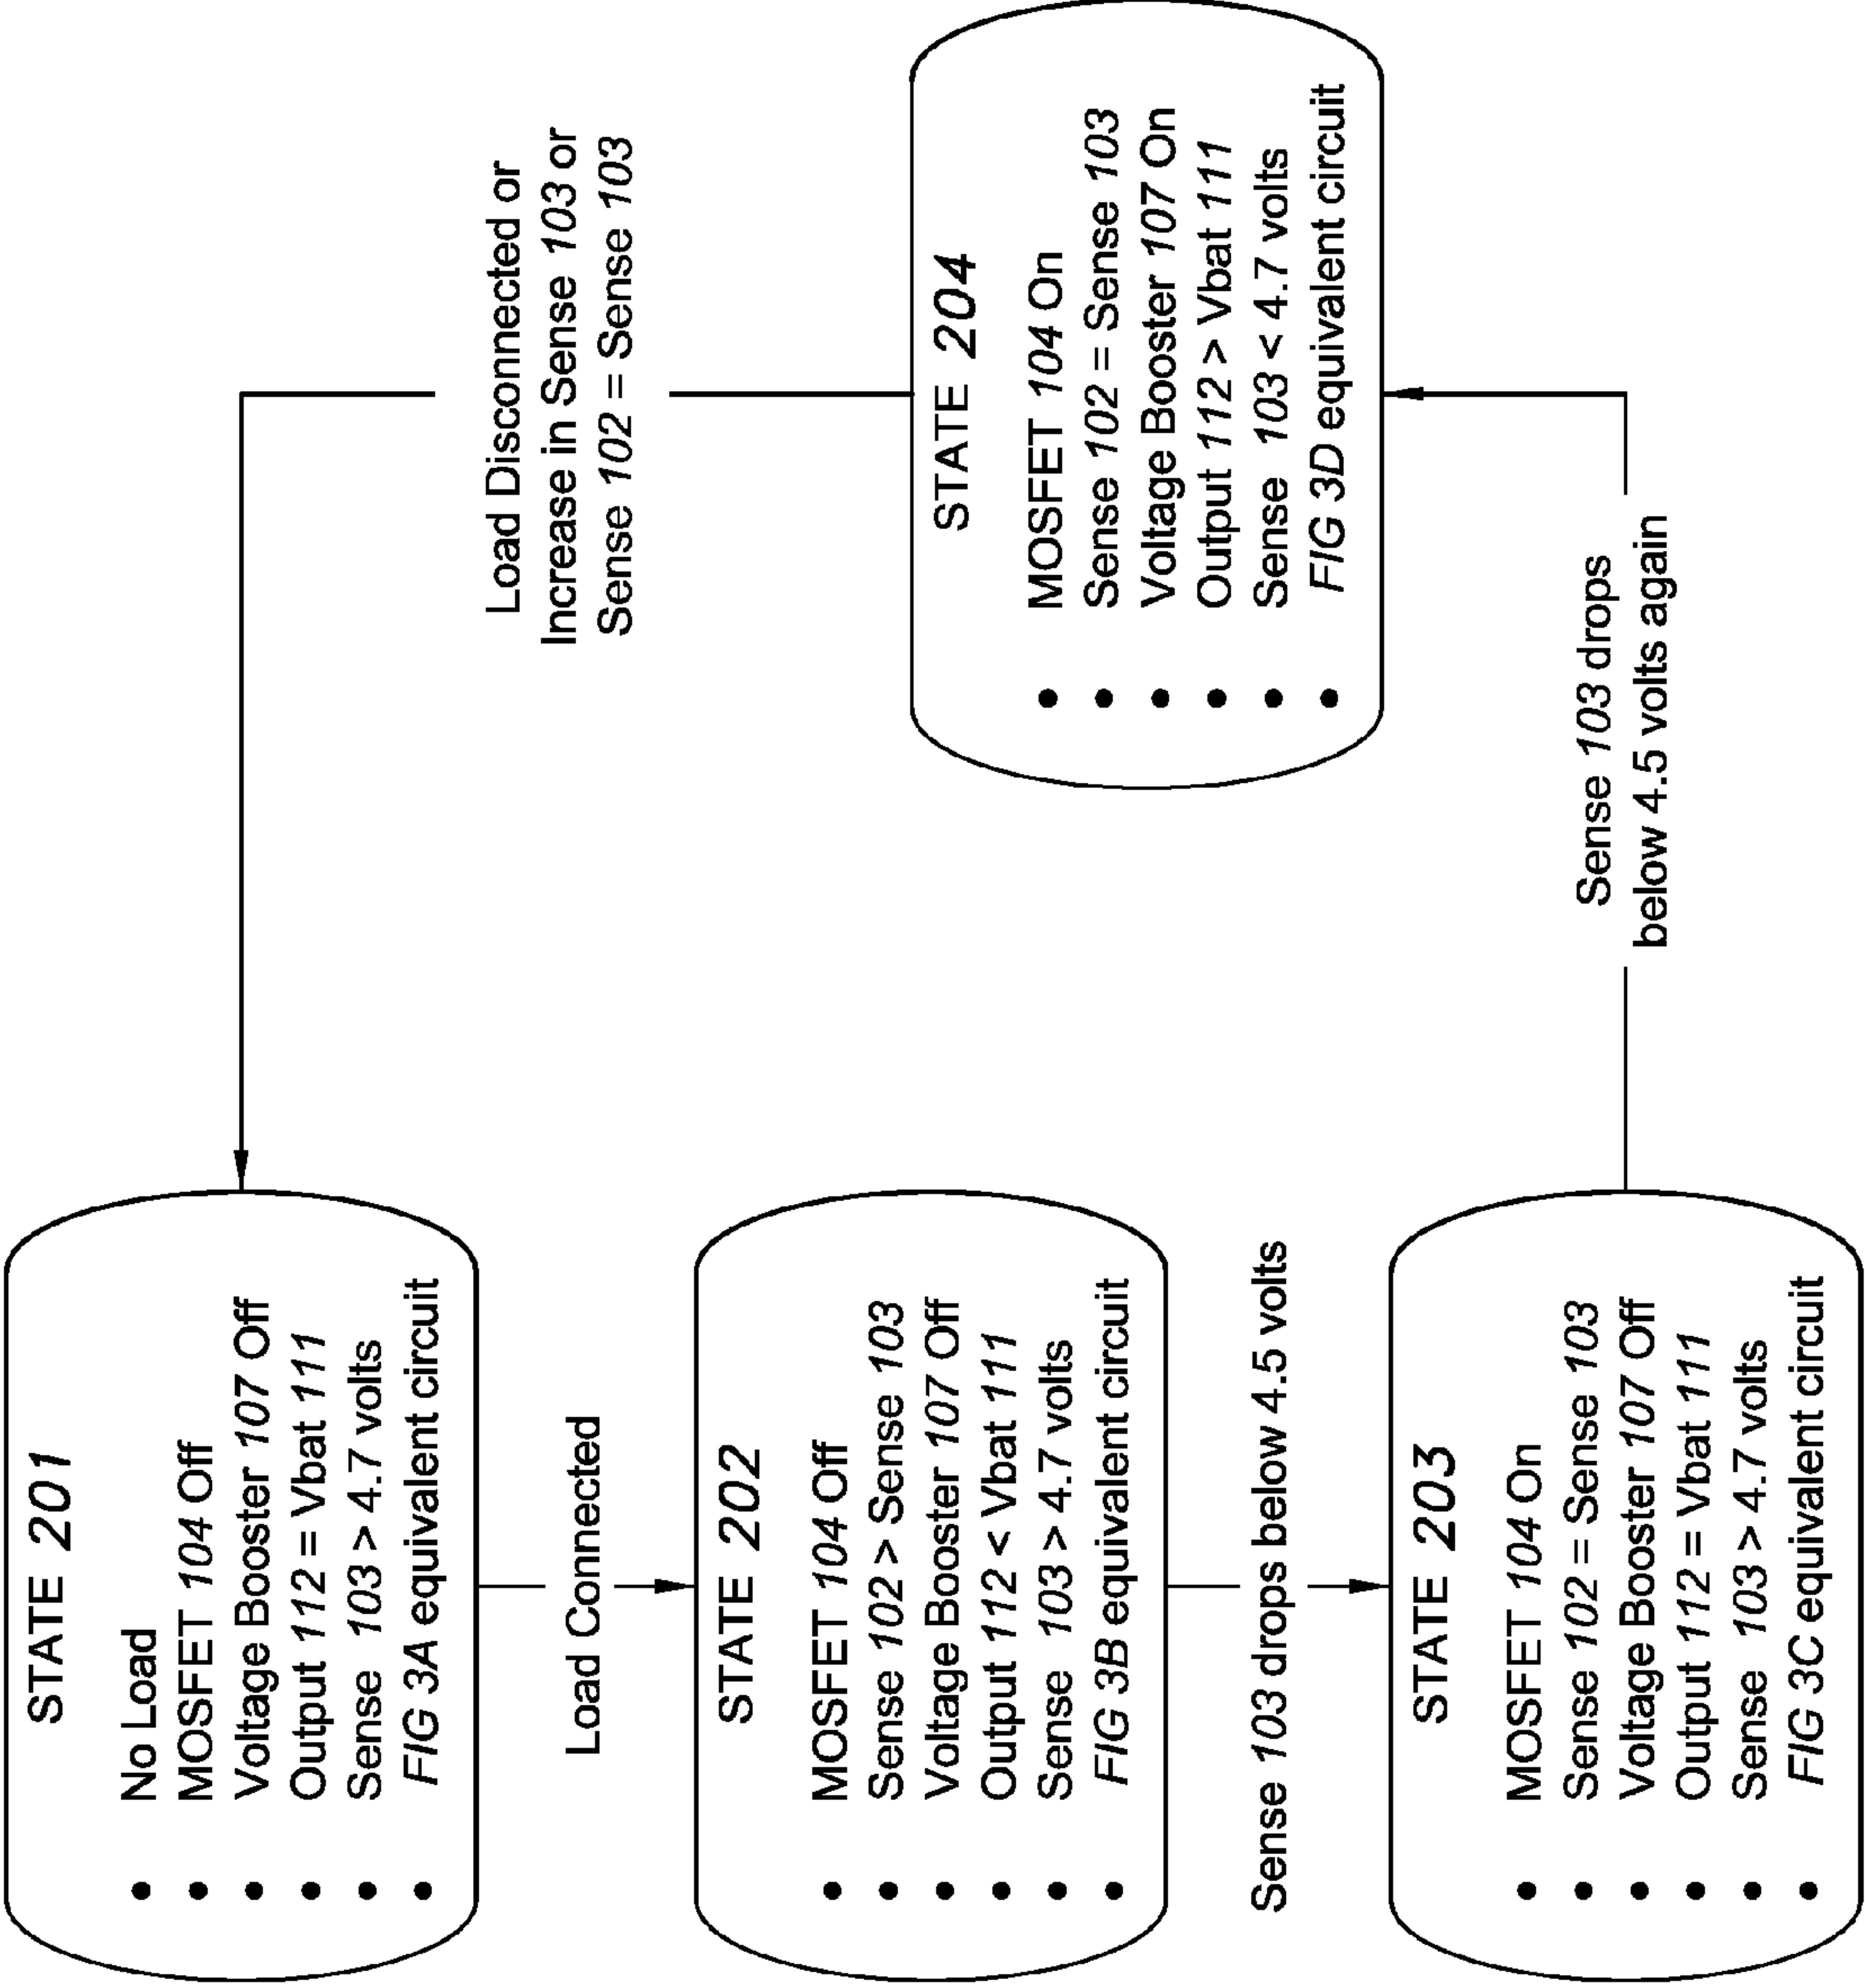 STATE 201
• No Load
• MOSFET 104 Off
• Voltage Booster 107 Off
• Output 112 = Vbat 111
• Sense 103 > 4.7 volts
• FIG 3A equivalent circuit
Load Connected
STATE 202
• MOSFET 104 Off
• Sense 102 > Sense 103
• Voltage Booster 107 Off
• Output 112 < Vbat 111
• Sense 103 > 4.7 volts
• FIG 3B equivalent circuit
Sense 103 drops below 4.5 volts
STATE 203
• MOSFET 104 On
• Sense 102 = Sense 103
• Voltage Booster 107 Off
• Output 112 = Vbat 111
• Sense 103 > 4.7 volts
• FIG 3C equivalent circuit
Sense 103 drops
below 4.5 volts again
STATE 204
• MOSFET 104 On
• Sense 102 = Sense 103
• Voltage Booster 107 On
• Output 112 > Vbat 111
• Sense 103 < 4.7 volts
• FIG 3D equivalent circuit
Load Disconnected or
Increase in Sense 103 or
Sense 102 = Sense 103